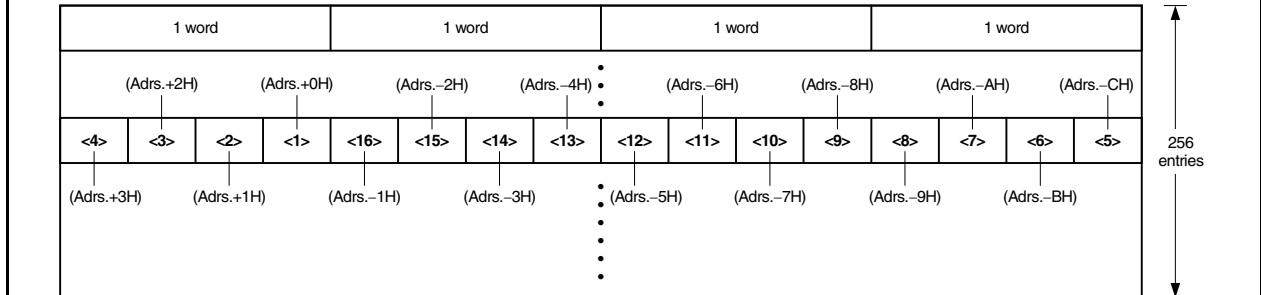 1 word 1 word 1 word 1 word
(Adrs.+2H) (Adrs.+0H) (Adrs.−2H) (Adrs.−4H) (Adrs.−6H) (Adrs.−8H) (Adrs.−AH) (Adrs.−CH)
<4> <3> <2> <1> <16> <15> <14> <13> <12> <11> <10> <9> <8> <7> <6> <5>
256
entries
(Adrs.+3H) (Adrs.+1H) (Adrs.−1H) (Adrs.−3H) (Adrs.−5H) (Adrs.−7H) (Adrs.−9H) (Adrs.−BH)